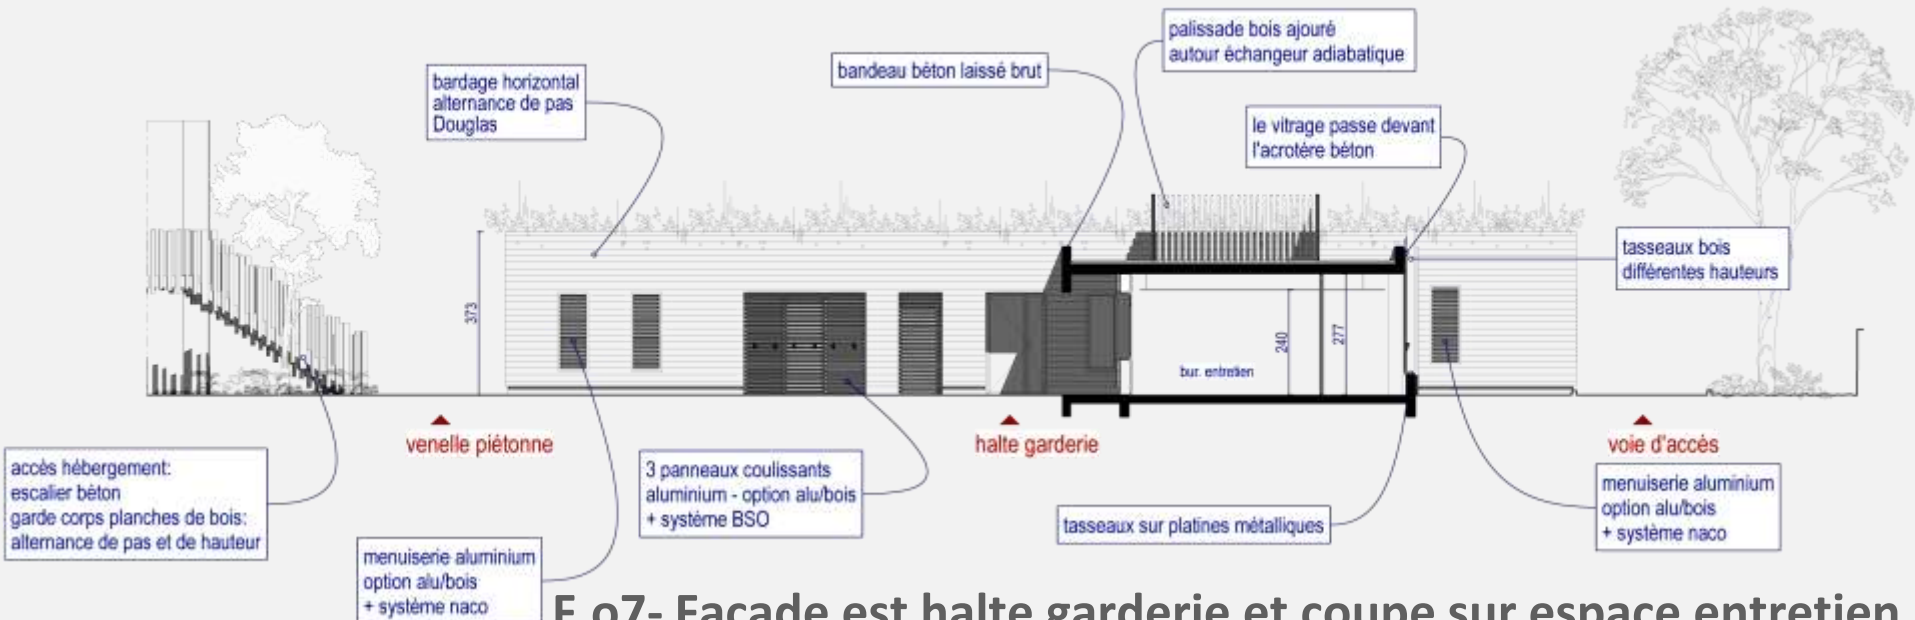 palissade bois ajouré
autour échangeur adiabatique
bandeau béton laissé brut
bardage horizontal
alternance de pas
Douglas
le vitrage passe devant
l'acrotère béton
tasseaux bois
différentes hauteurs
373
240
277
bur. entretien
venelle piétonne
halte garderie
voie d'accès
accès hébergement:
escalier béton
garde corps planches de bois:
alternance de pas et de hauteur
3 panneaux coulissants
aluminium - option alu/bois
+ système BSO
tasseaux sur platines métalliques
menuiserie aluminium
option alu/bois
+ système naco
menuiserie aluminium
option alu/bois
+ système naco
F 07- Façade est halte garderie et coupe sur espace entretien